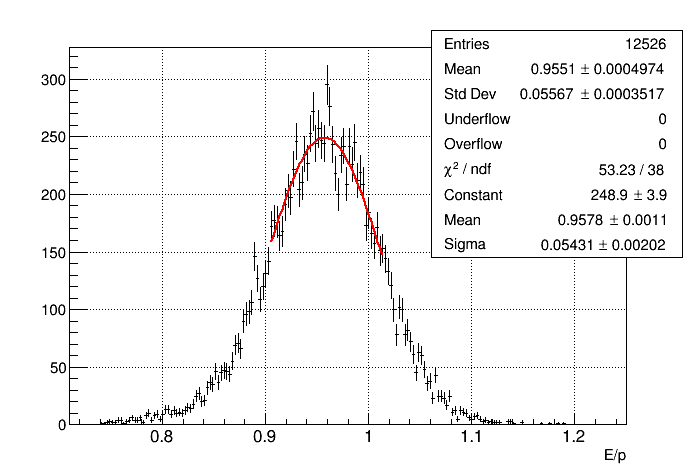 Entries 12526
Mean 0.9551 ± 0.0004974
Std Dev 0.05567 ± 0.0003517
Underflow 0
Overflow 0
χ² / ndf 53.23 / 38
Constant 248.9 ± 3.9
Mean 0.9578 ± 0.0011
Sigma 0.05431 ± 0.00202
300
250
200
150
100
50
0
0.8 0.9 1 1.1 1.2
E/p